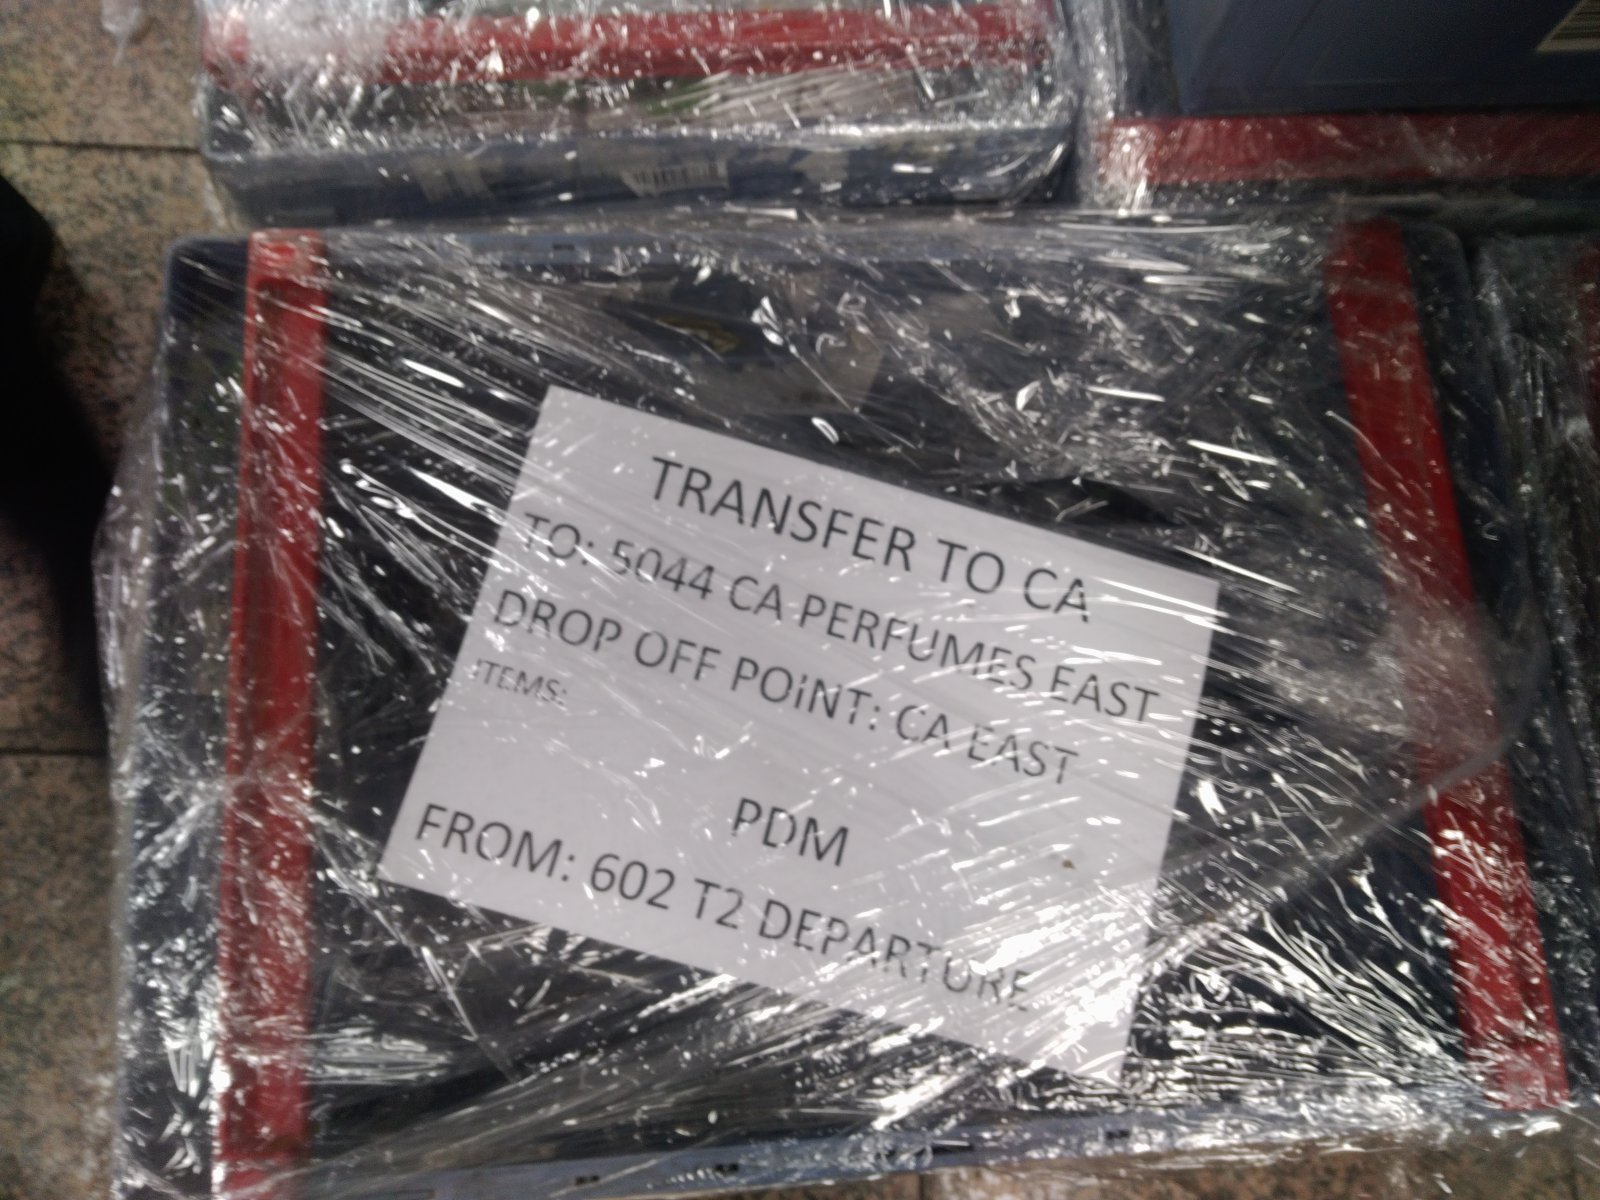 TRANSFER TO CA
TO: 5044 CA PERFUMES EAST
DROP OFF POINT: CA EAST
ITEMS:
PDM
FROM: 602 T2 DEPARTURE